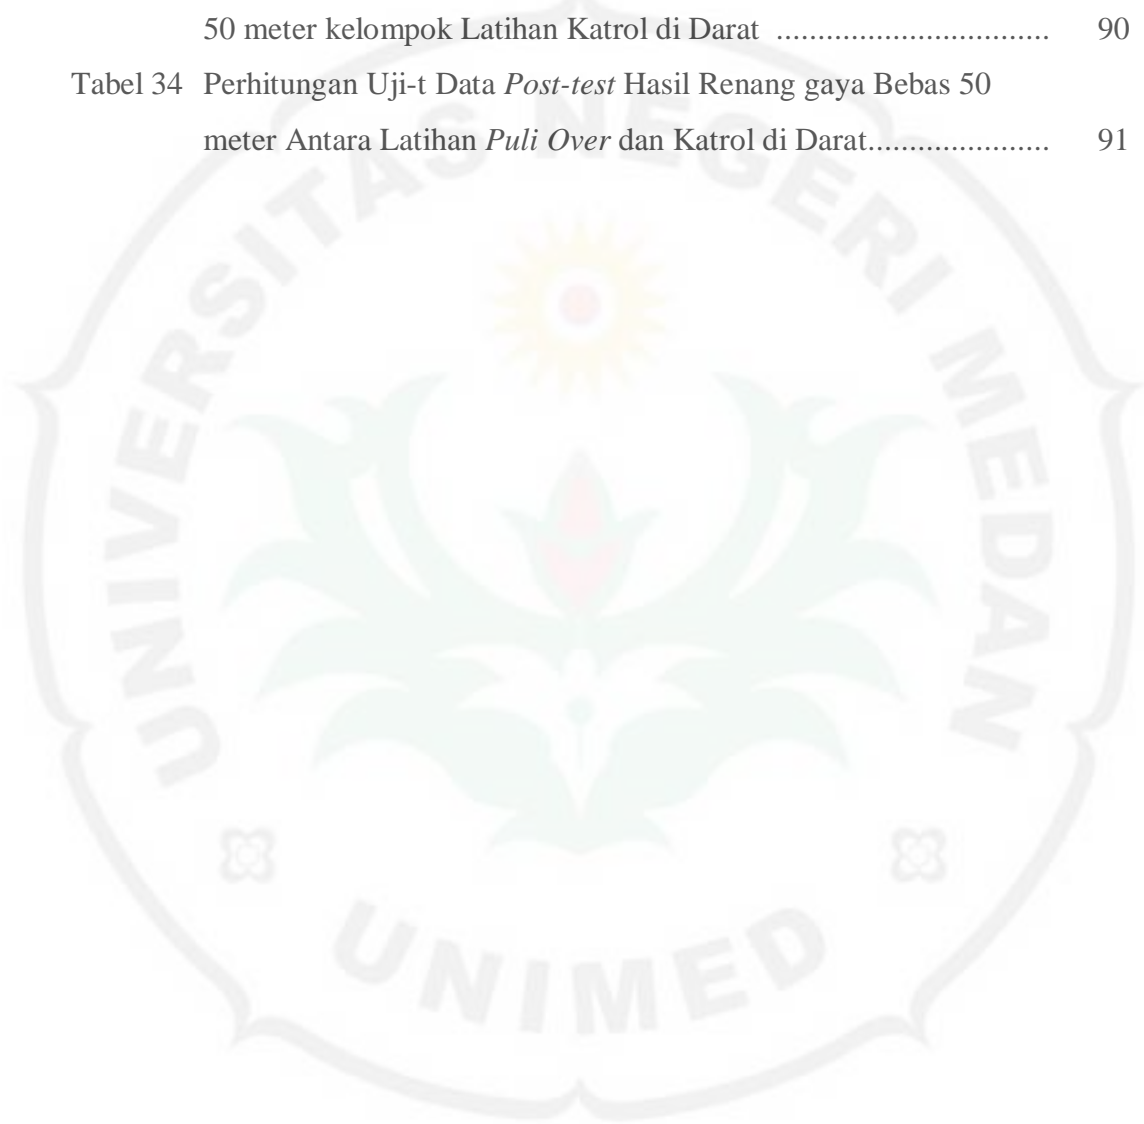 50 meter kelompok Latihan Katrol di Darat ................................. 90
Tabel 34 Perhitungan Uji-t Data Post-test Hasil Renang gaya Bebas 50
meter Antara Latihan Puli Over dan Katrol di Darat...................... 91
UNIVERSITAS NEGERI MEDAN
UNIMED